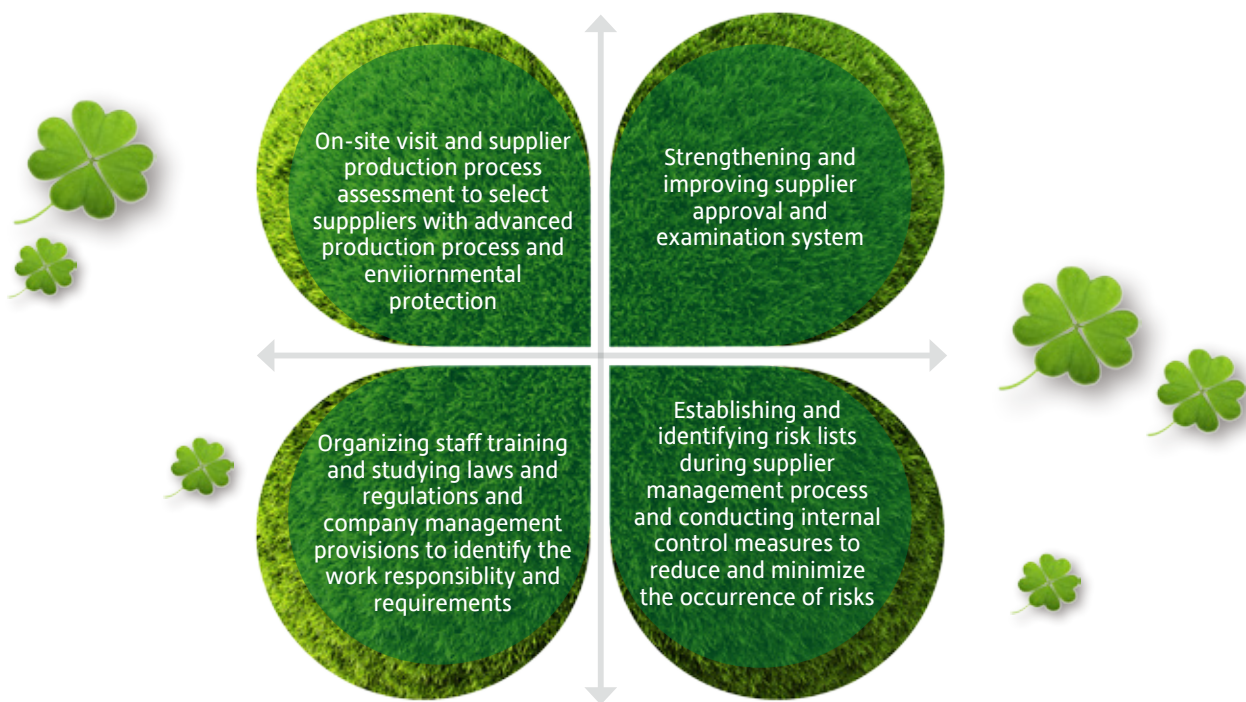 On-site visit and supplier
production process
assessment to select
supppliers with advanced
production process and
enviiornmental
protection
Strengthening and
improving supplier
approval and
examination system
Organizing staff training
and studying laws and
regulations and
company management
provisions to identify the
work responsiblity and
requirements
Establishing and
identifying risk lists
during supplier
management process
and conducting internal
control measures to
reduce and minimize
the occurrence of risks